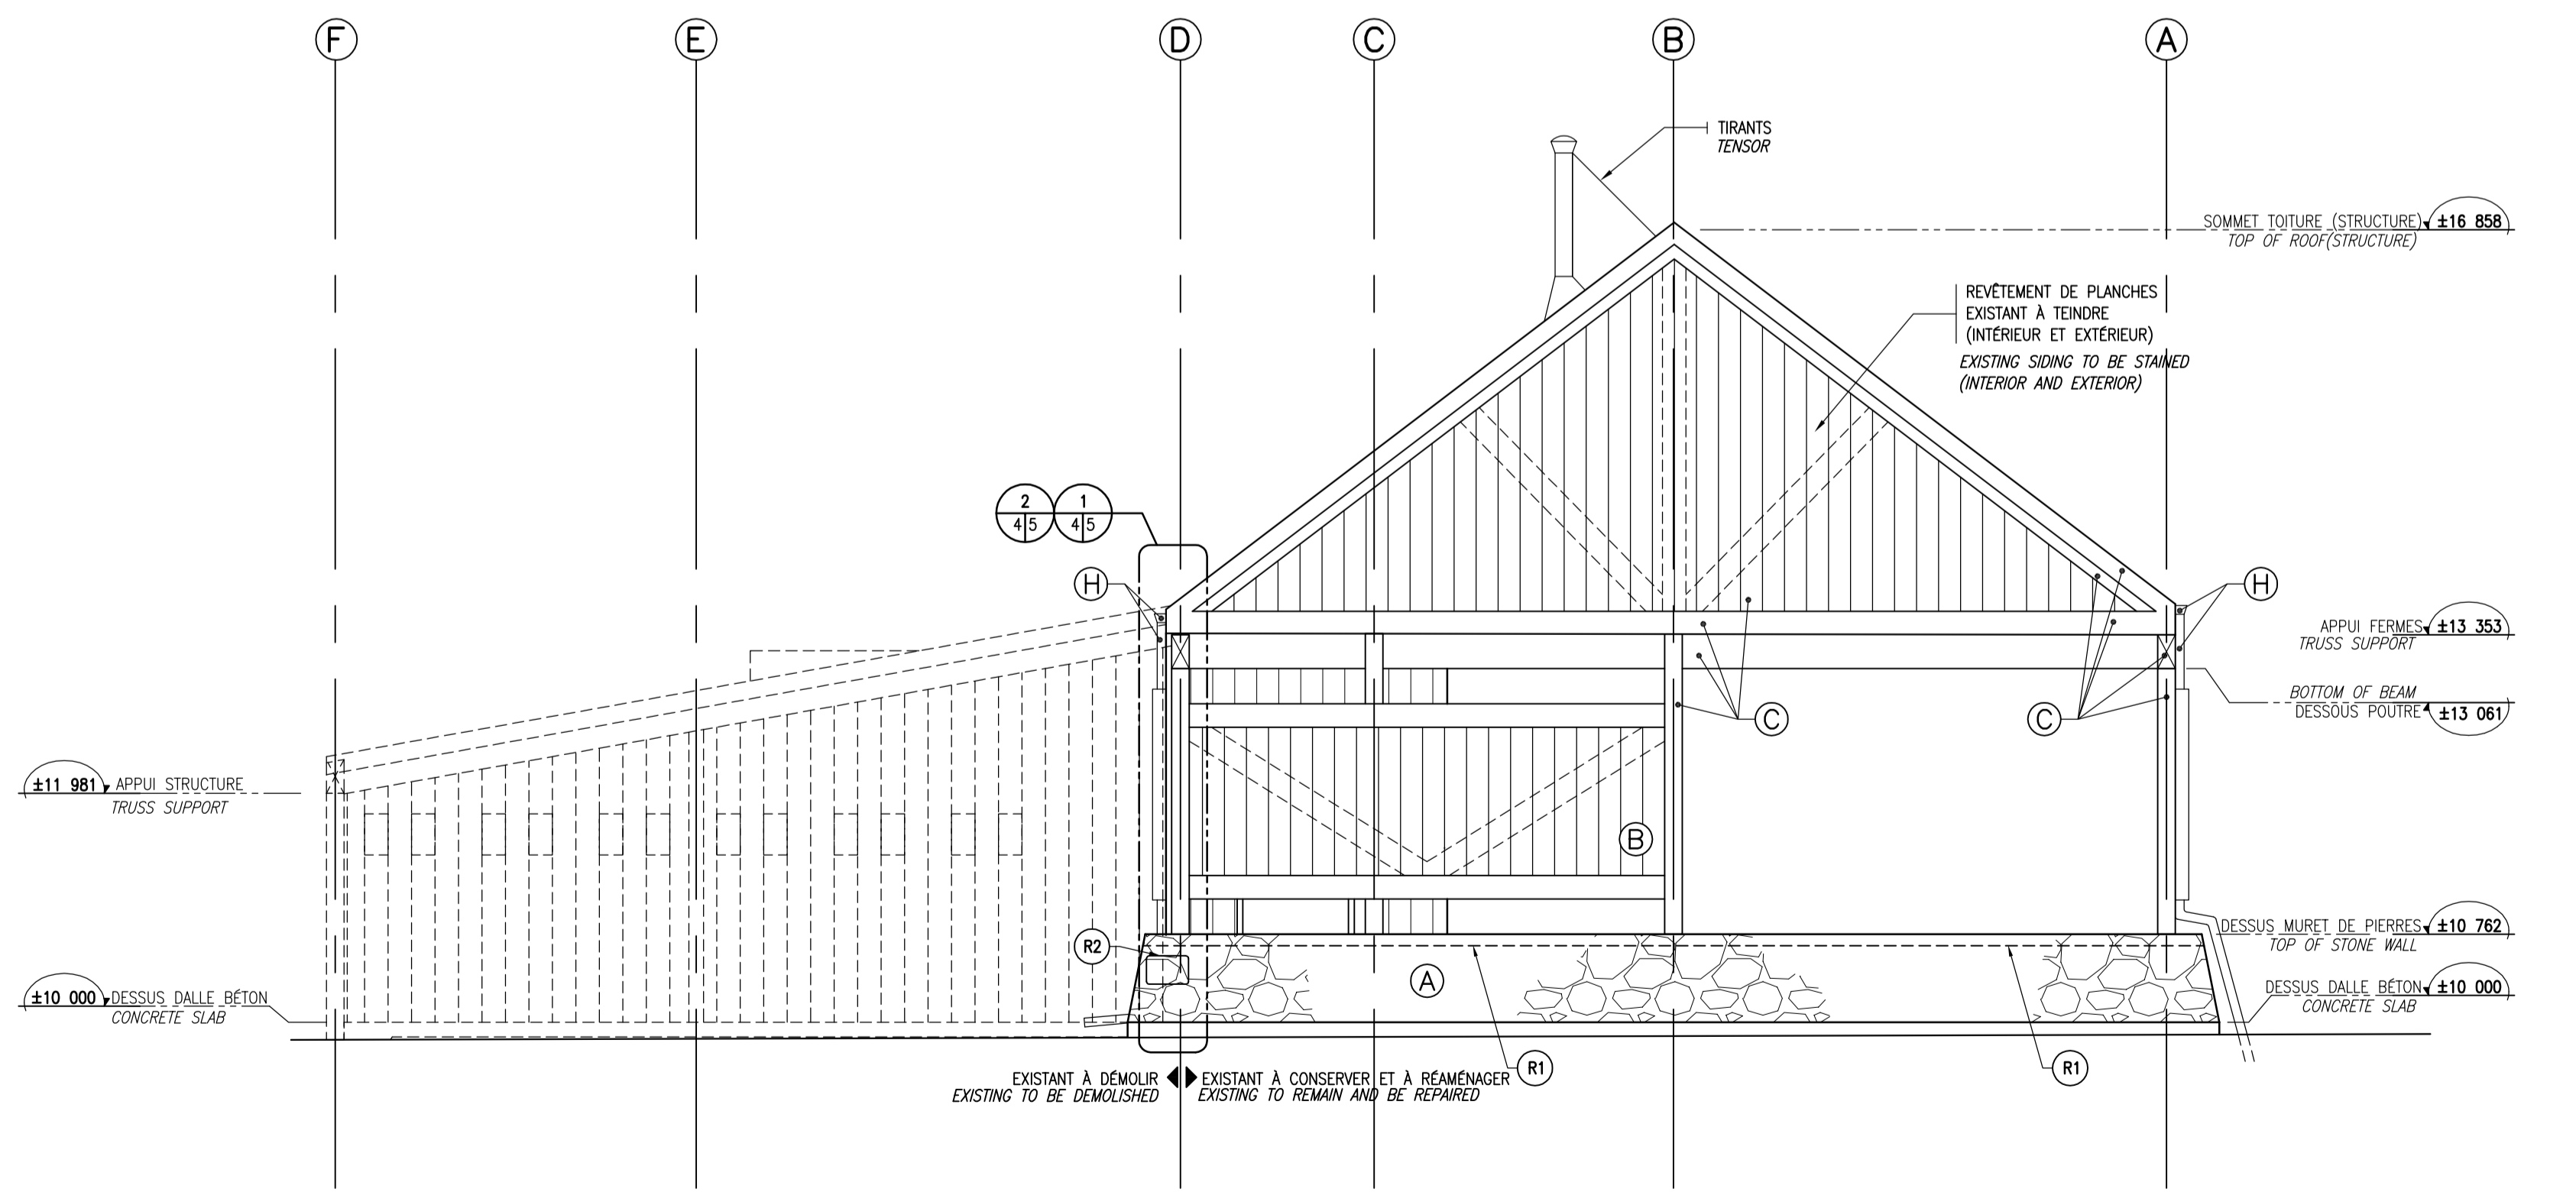 F
E
D
C
B
A
TIRANTS
TENSOR
SOMMET TOITURE (STRUCTURE) ±16 858
TOP OF ROOF(STRUCTURE)
REVÊTEMENT DE PLANCHES
EXISTANT À TEINDRE
(INTÉRIEUR ET EXTÉRIEUR)
EXISTING SIDING TO BE STAINED
(INTERIOR AND EXTERIOR)
2 1
4|5 4|5
H
H
APPUI FERMES ±13 353
TRUSS SUPPORT
BOTTOM OF BEAM
DESSOUS POUTRE ±13 061
C
C
±11 981 APPUI STRUCTURE
TRUSS SUPPORT
B
DESSUS MURET DE PIERRES ±10 762
TOP OF STONE WALL
R2
A
±10 000 DESSUS DALLE BÉTON
CONCRETE SLAB
DESSUS DALLE BÉTON ±10 000
CONCRETE SLAB
R1
R1
EXISTANT À DÉMOLIR
EXISTING TO BE DEMOLISHED
EXISTANT À CONSERVER ET À RÉAMÉNAGER
EXISTING TO REMAIN AND BE REPAIRED